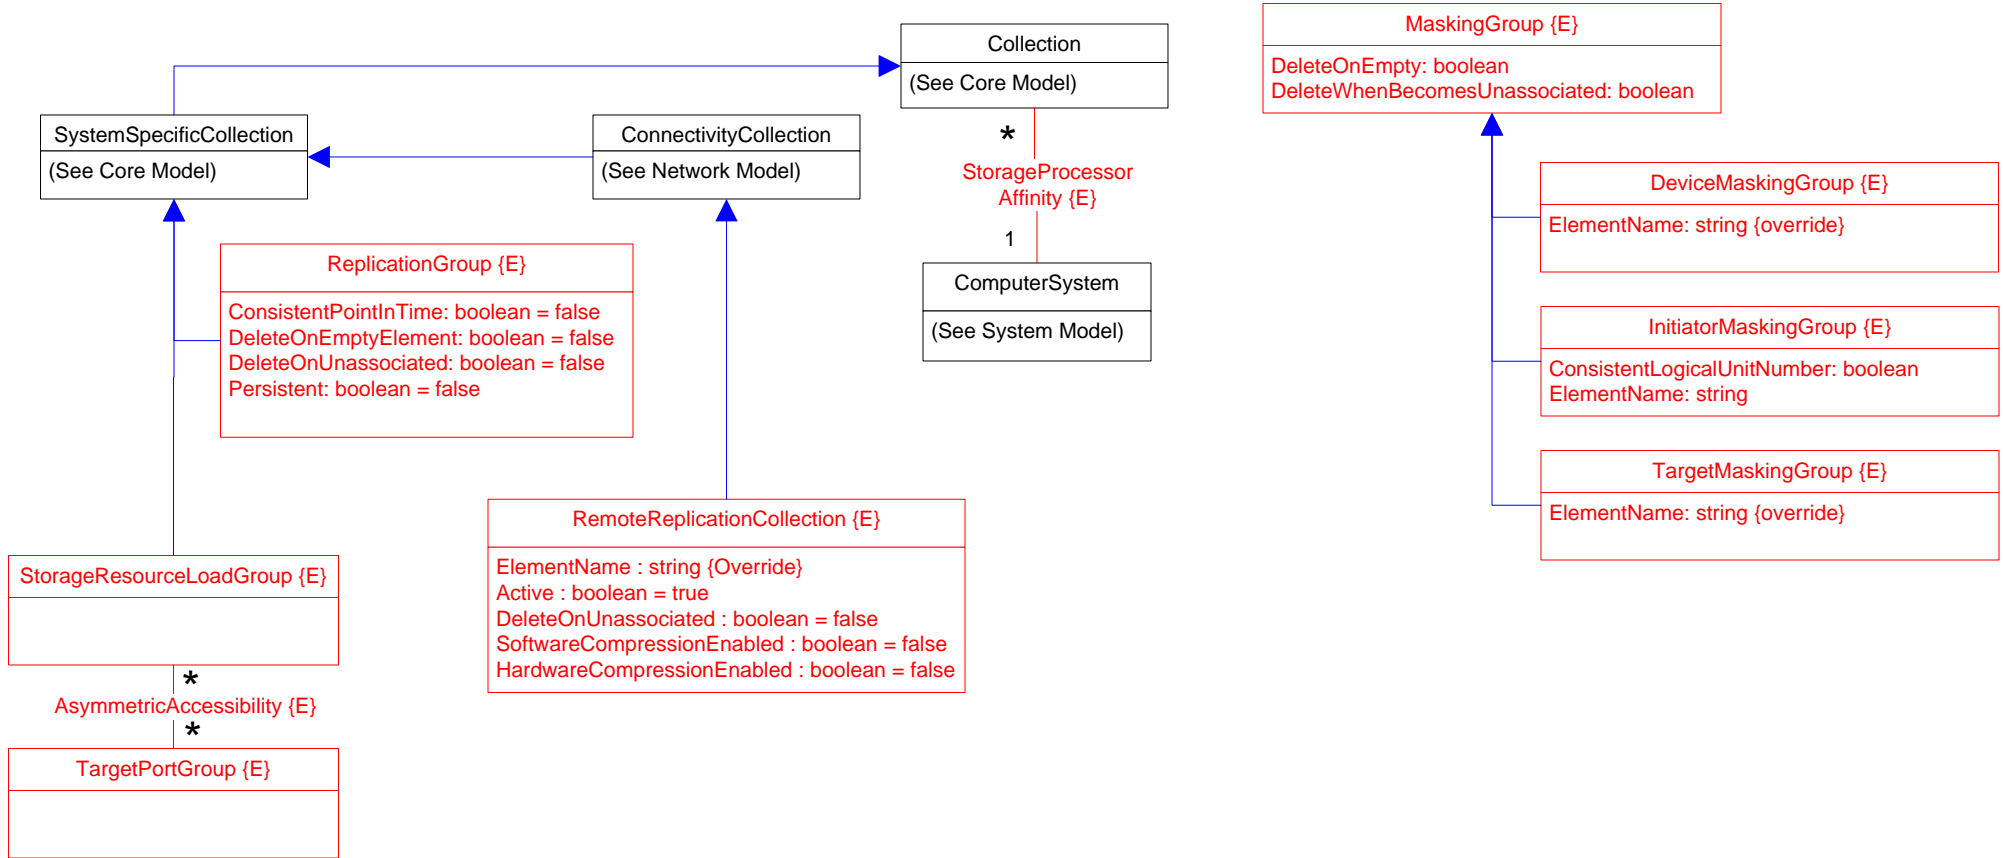 Collection
(See Core Model)
MaskingGroup {E}
DeleteOnEmpty: boolean
DeleteWhenBecomesUnassociated: boolean
SystemSpecificCollection
(See Core Model)
ConnectivityCollection
(See Network Model)
*
StorageProcessor
Affinity {E}
1
ComputerSystem
(See System Model)
DeviceMaskingGroup {E}
ElementName: string {override}
ReplicationGroup {E}
ConsistentPointInTime: boolean = false
DeleteOnEmptyElement: boolean = false
DeleteOnUnassociated: boolean = false
Persistent: boolean = false
InitiatorMaskingGroup {E}
ConsistentLogicalUnitNumber: boolean
ElementName: string
TargetMaskingGroup {E}
ElementName: string {override}
RemoteReplicationCollection {E}
ElementName : string {Override}
Active : boolean = true
DeleteOnUnassociated : boolean = false
SoftwareCompressionEnabled : boolean = false
HardwareCompressionEnabled : boolean = false
StorageResourceLoadGroup {E}
*
AsymmetricAccessibility {E}
*
TargetPortGroup {E}